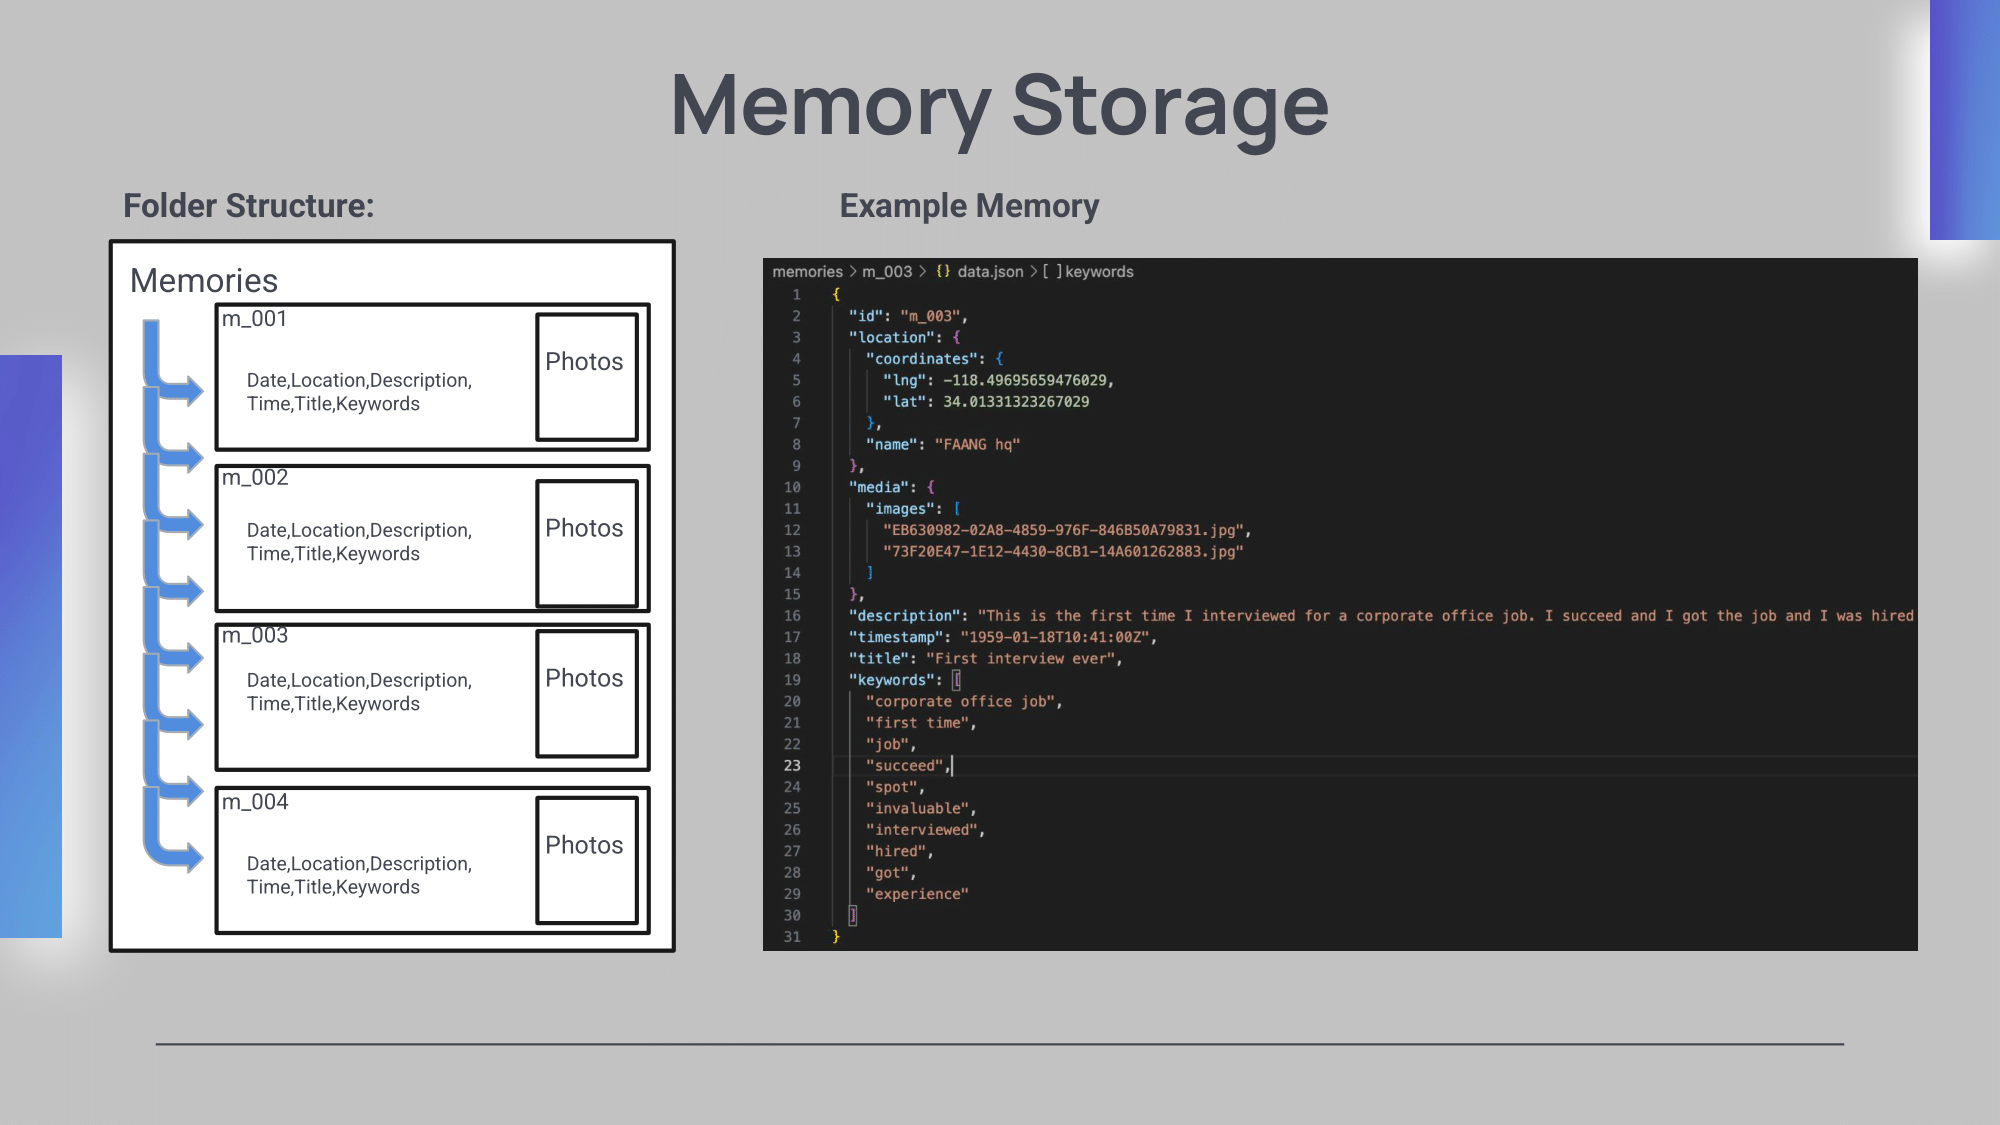 Memory Storage
Folder Structure:
Memories
m_001
Date,Location,Description,
Time,Title,Keywords
Photos
m_002
Date,Location,Description,
Time,Title,Keywords
Photos
m_003
Date,Location,Description,
Time,Title,Keywords
Photos
m_004
Date,Location,Description,
Time,Title,Keywords
Photos
Example Memory
memories > m_003 > {} data.json > [ ] keywords
1 {
2 "id": "m_003",
3 "location": {
4 "coordinates": {
5 "lng": -118.49695659476029,
6 "lat": 34.01331323267029
7 },
8 "name": "FAANG hq"
9 },
10 "media": {
11 "images": [
12 "EB630982-02A8-4859-976F-846B50A79831.jpg",
13 "73F20E47-1E12-4430-8CB1-14A601262883.jpg"
14 ]
15 },
16 "description": "This is the first time I interviewed for a corporate office job. I succeed and I got the job and I was hired
17 "timestamp": "1959-01-18T10:41:00Z",
18 "title": "First interview ever",
19 "keywords": [
20 "corporate office job",
21 "first time",
22 "job",
23 "succeed",
24 "spot",
25 "invaluable",
26 "interviewed",
27 "hired",
28 "got",
29 "experience"
30 ]
31 }